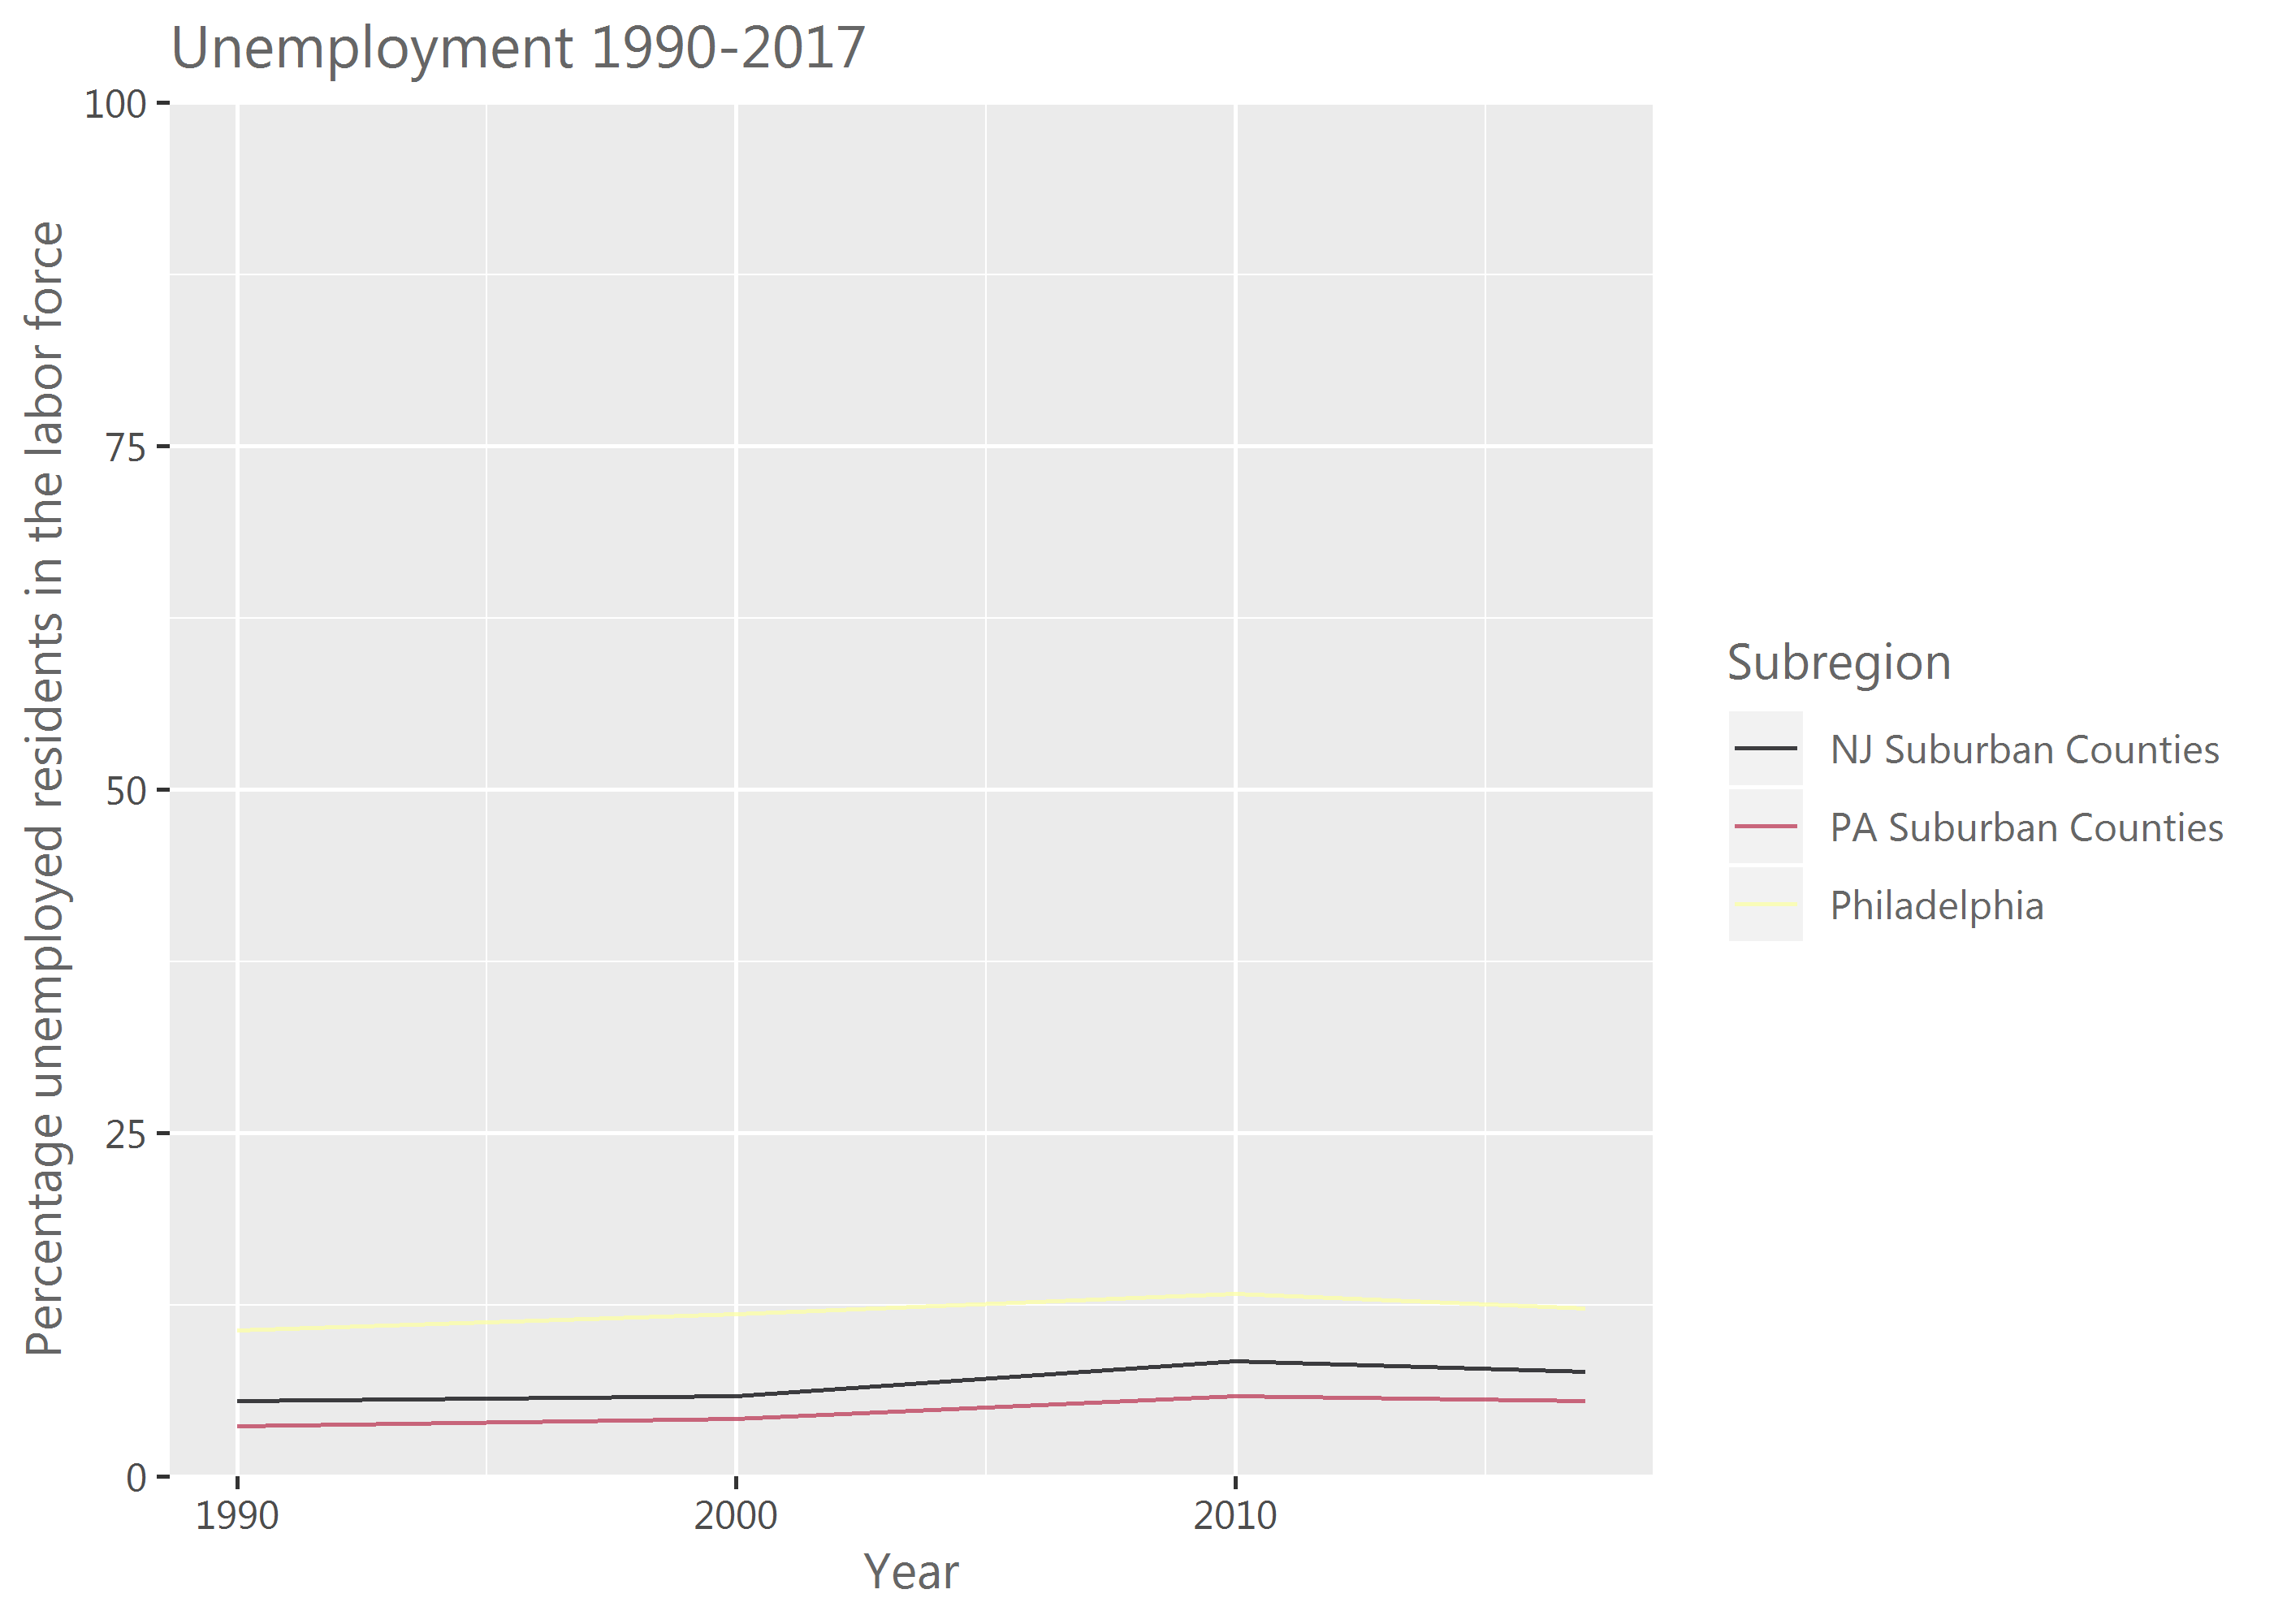 Unemployment 1990-2017
Percentage unemployed residents in the labor force
100
75
50
25
0
1990
2000
2010
Year
Subregion
NJ Suburban Counties
PA Suburban Counties
Philadelphia